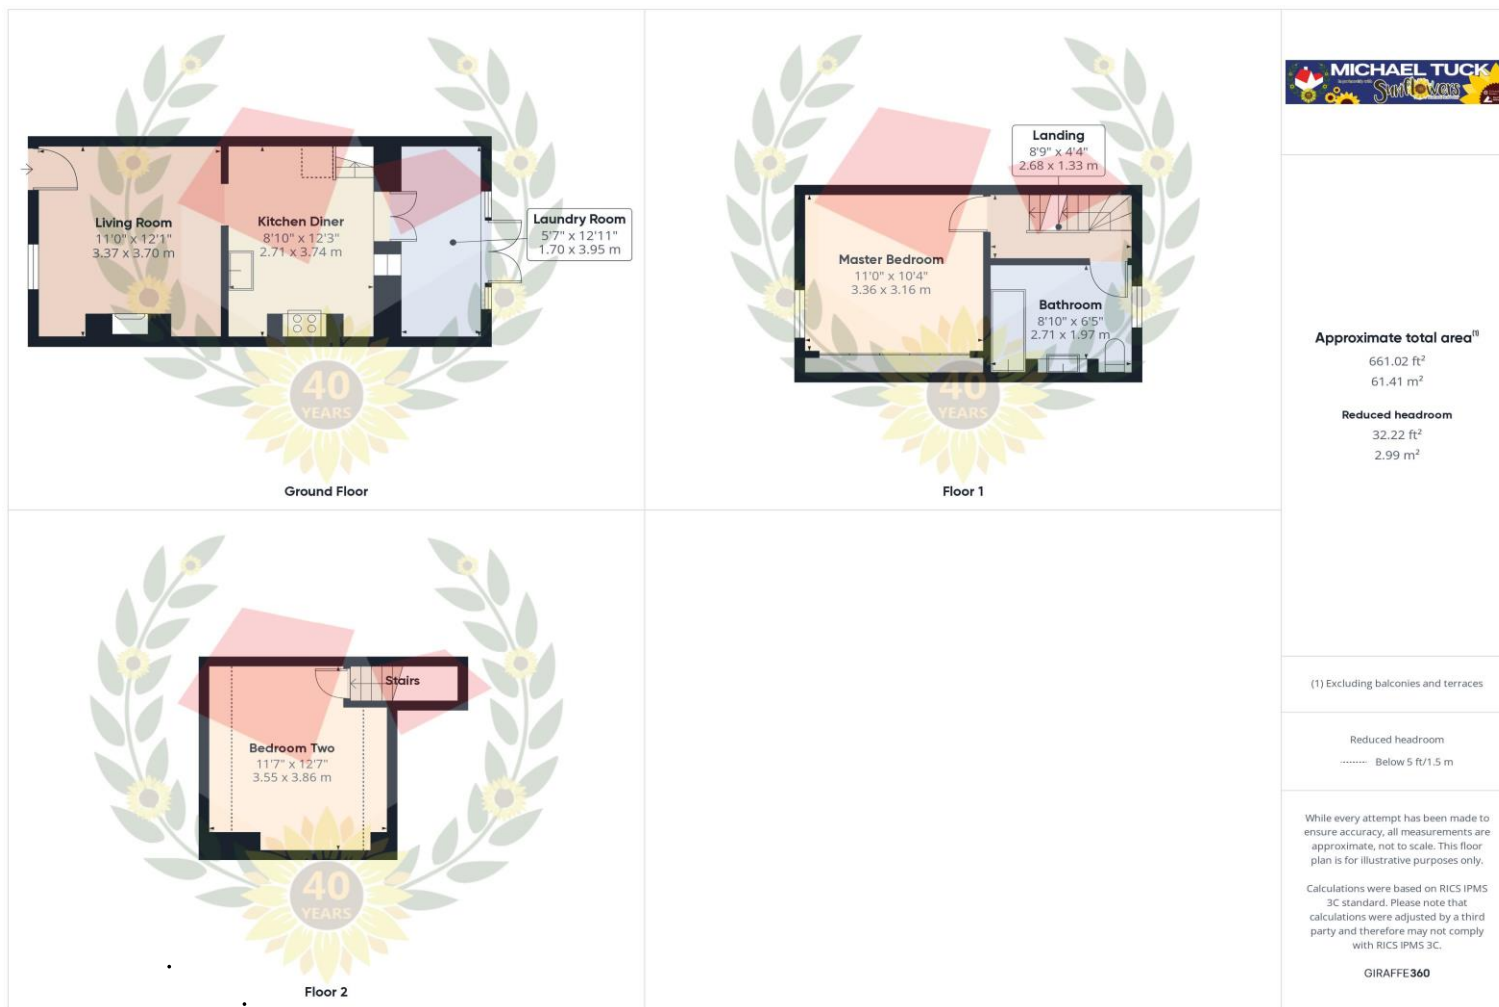 Living Room
11'0" x 12'1"
3.37 x 3.70 m
Kitchen Diner
8'10" x 12'3"
2.71 x 3.74 m
Laundry Room
5'7" x 12'11"
1.70 x 3.95 m
40
YEARS
Ground Floor
Landing
8'9" x 4'4"
2.68 x 1.33 m
Master Bedroom
11'0" x 10'4"
3.36 x 3.16 m
Bathroom
8'10" x 6'5"
2.71 x 1.97 m
40
YEARS
Floor 1
Stairs
Bedroom Two
11'7" x 12'7"
3.55 x 3.86 m
40
YEARS
Floor 2
MICHAEL TUCK
Sunflowers
Approximate total area(1)
661.02 ft²
61.41 m²
Reduced headroom
32.22 ft²
2.99 m²
(1) Excluding balconies and terraces
Reduced headroom
Below 5 ft/1.5 m
While every attempt has been made to
ensure accuracy, all measurements are
approximate, not to scale. This floor
plan is for illustrative purposes only.
Calculations were based on RICS IPMS
3C standard. Please note that
calculations were adjusted by a third
party and therefore may not comply
with RICS IPMS 3C.
GIRAFFE360